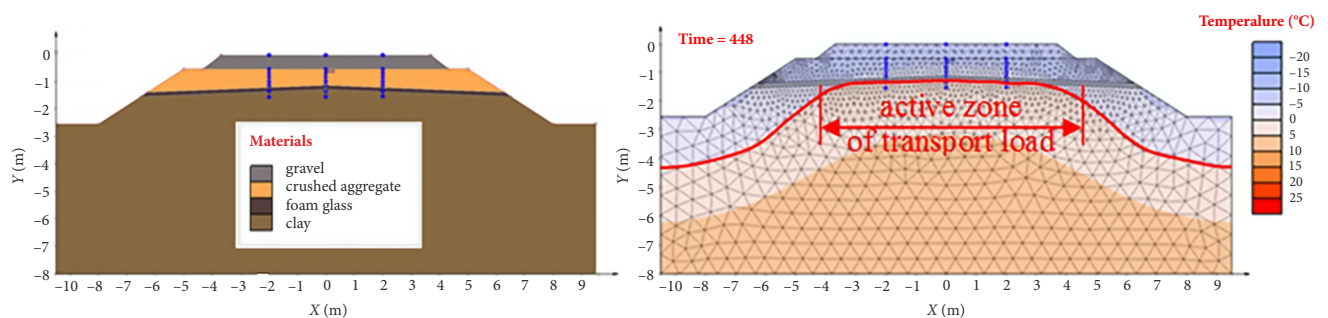 0
−1
−2
−3
−4
−5
−6
−7
−8
Y (m)
Materials
gravel
crushed aggregate
foam glass
clay
−10 −8 −7 −6 −5 −4 −3 −2 −1 0 1 2 3 4 5 6 7 8 9
X (m)
Time = 448
0
−1
−2
−3
−4
−5
−6
−7
−8
Y (m)
active zone
of transport load
−10 −8 −7 −6 −5 −4 −3 −2 −1 0 1 2 3 4 5 6 7 8 9
X (m)
Temperalure (°C)
−20
−15
−10
−5
0
5
10
15
20
25